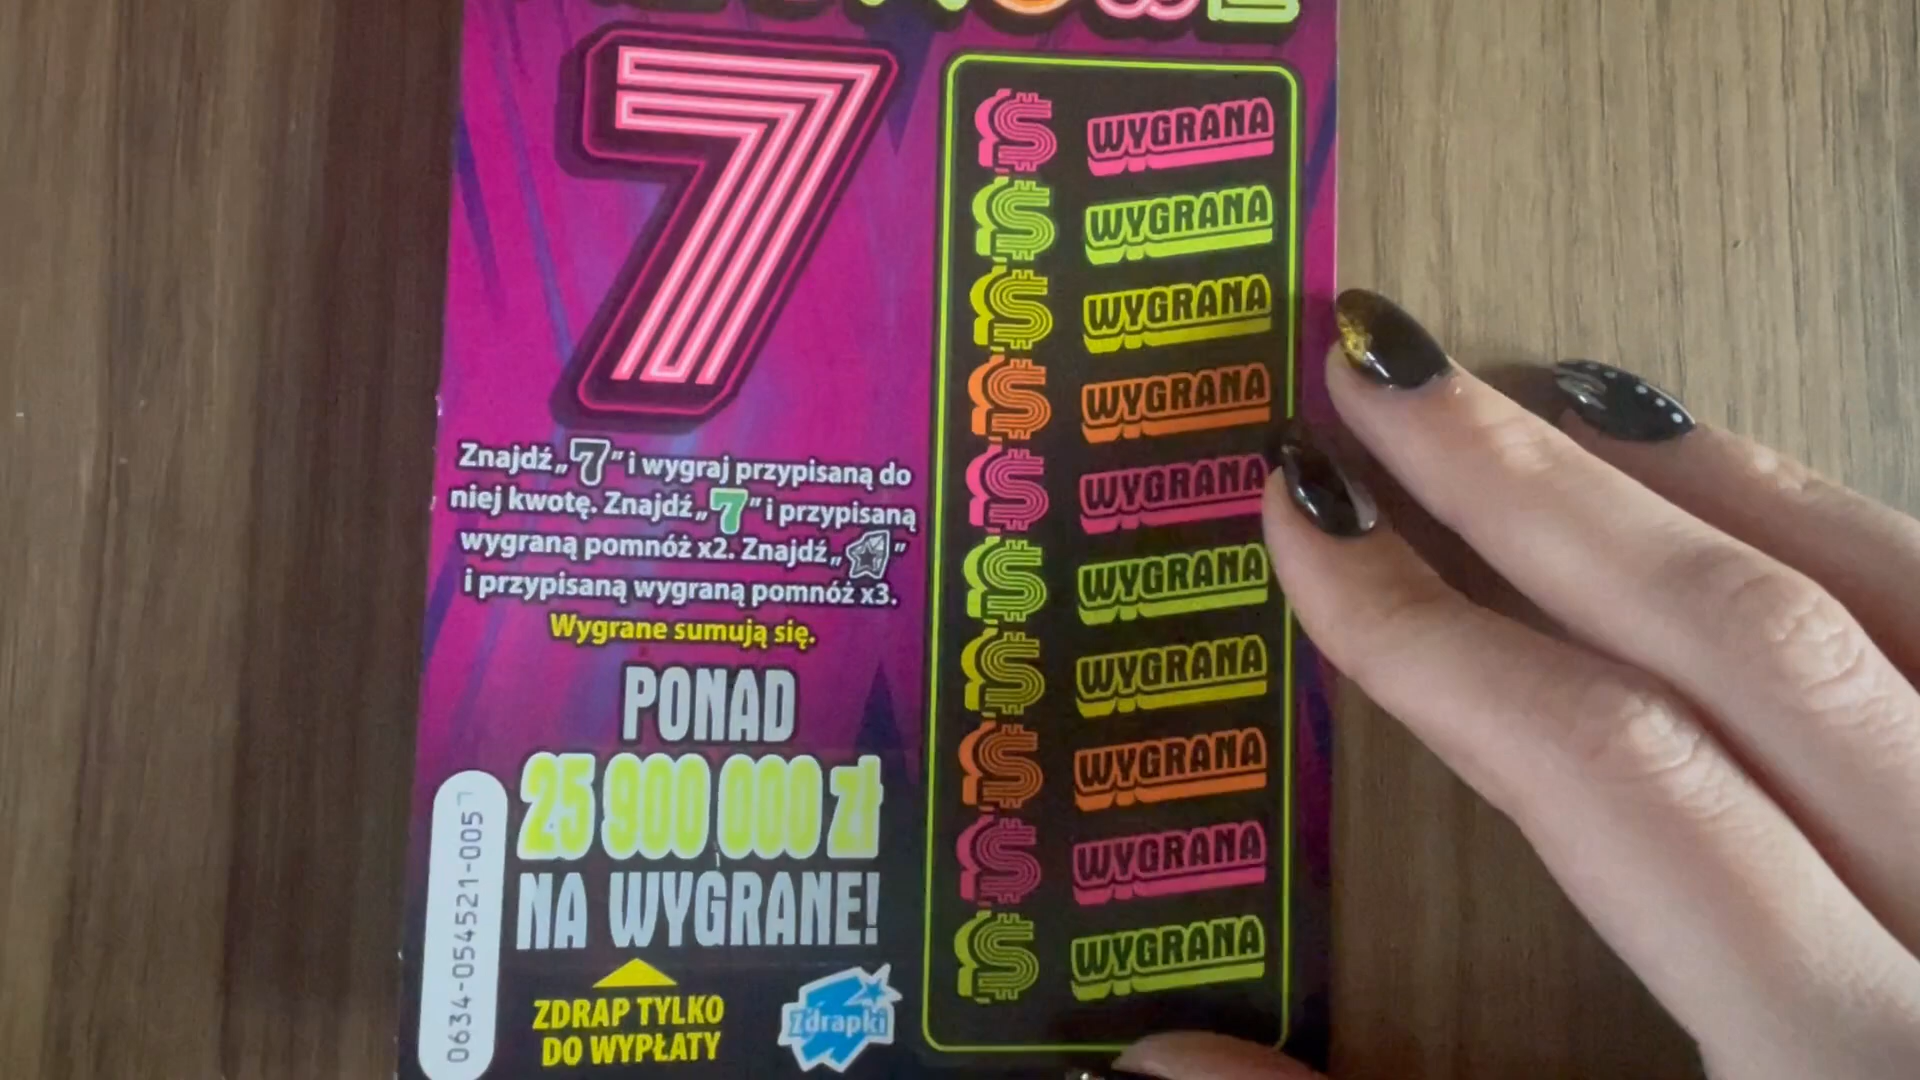 7
Znajdź „7” i wygraj przypisaną do
niej kwotę. Znajdź „7” i przypisaną
wygraną pomnóż x2. Znajdź „ ”
i przypisaną wygraną pomnóż x3.
Wygrane sumują się.
PONAD
25 900 000 zł
NA WYGRANE!
ZDRAP TYLKO
DO WYPŁATY
Zdrapki
0634-054521-005
$ WYGRANA
$ WYGRANA
$ WYGRANA
$ WYGRANA
$ WYGRANA
$ WYGRANA
$ WYGRANA
$ WYGRANA
$ WYGRANA
$ WYGRANA